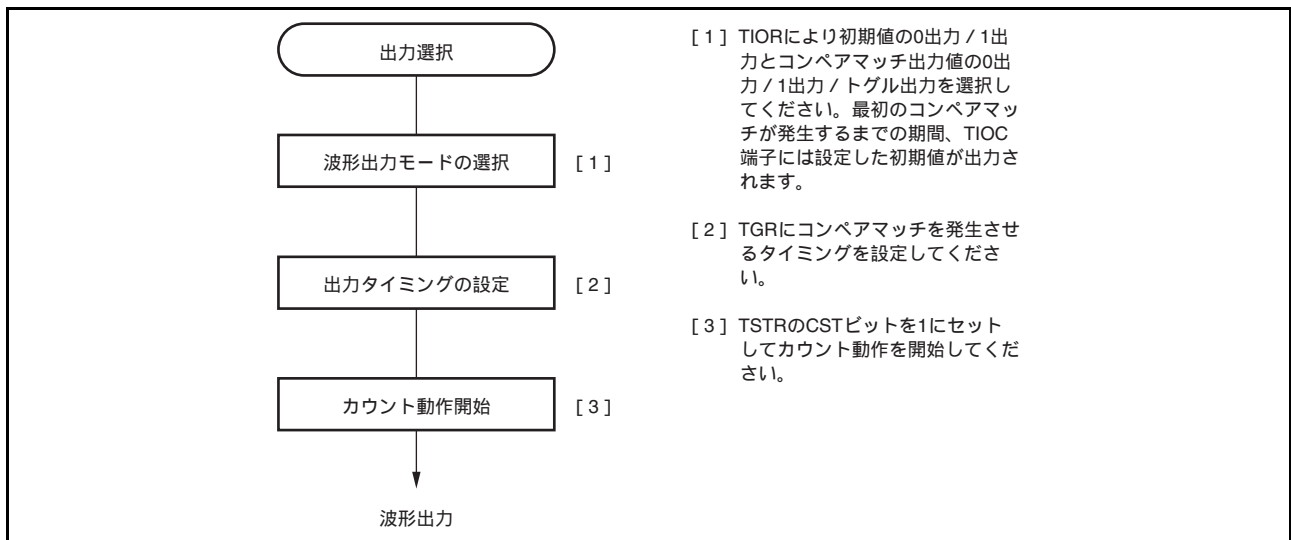 出力選択
波形出力モードの選択 [1]
出力タイミングの設定 [2]
カウント動作開始 [3]
波形出力
[1] TIORにより初期値の0出力/1出
力とコンペアマッチ出力値の0出
力/1出力/トグル出力を選択し
てください。最初のコンペアマッ
チが発生するまでの期間、TIOC
端子には設定した初期値が出力さ
れます。
[2] TGRにコンペアマッチを発生させ
るタイミングを設定してくださ
い。
[3] TSTRのCSTビットを1にセット
してカウント動作を開始してくだ
さい。